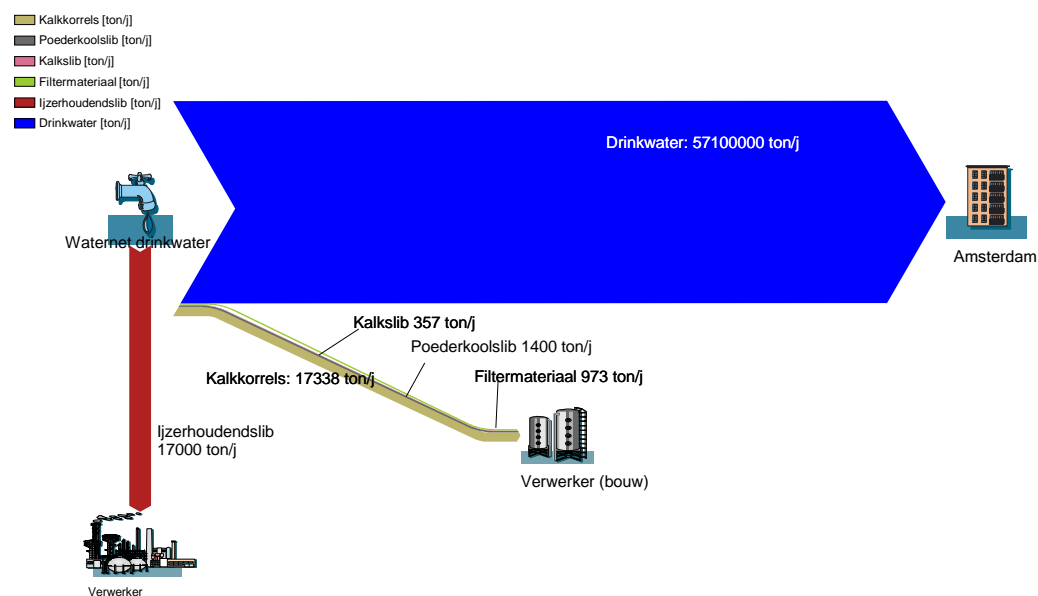 Kalkkorrels [ton/j]
Poederkoolslib [ton/j]
Kalkslib [ton/j]
Filtermateriaal [ton/j]
Ijzerhoudendslib [ton/j]
Drinkwater [ton/j]
Drinkwater: 57100000 ton/j
Waternet drinkwater
Amsterdam
Kalkslib 357 ton/j
Poederkoolslib 1400 ton/j
Kalkkorrels: 17338 ton/j
Filtermateriaal 973 ton/j
Ijzerhoudendslib
17000 ton/j
Verwerker (bouw)
Verwerker